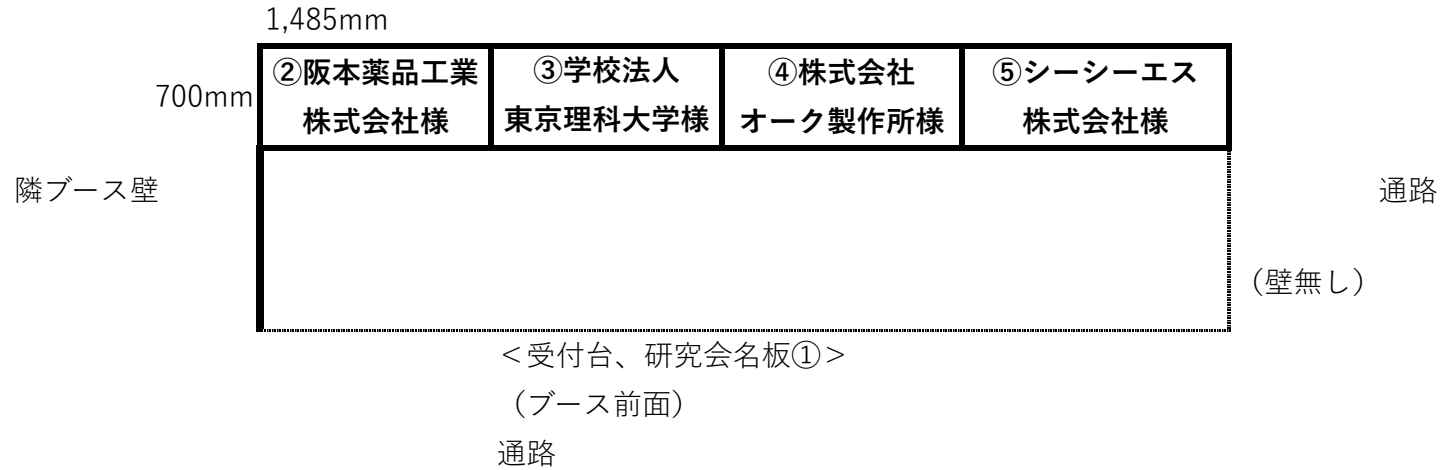 1,485mm
700mm
②阪本薬品工業
株式会社様
③学校法人
東京理科大学様
④株式会社
オーク製作所様
⑤シーシーエス
株式会社様
隣ブース壁
通路
（壁無し）
＜受付台、研究会名板①＞
（ブース前面）
通路